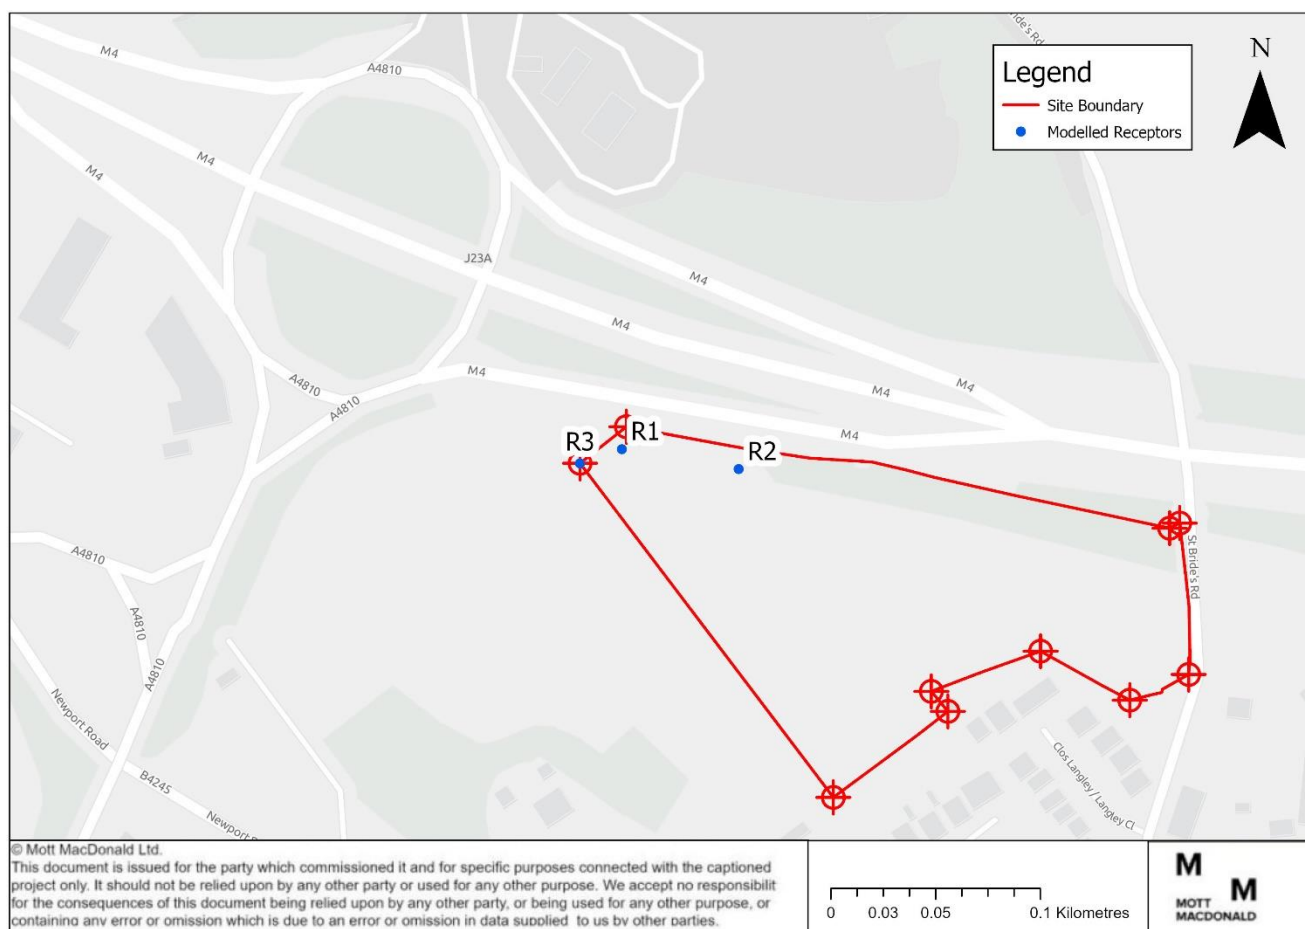 St Bride's Rd
N
Legend
Site Boundary
Modelled Receptors
M4
A4810
M4
M4
J23A
M4
M4
M4
M4
M4
M4
A4810
A4810
R3
R1
R2
St Bride's Rd
A4810
A4810
A4810
Newport Road
B4245
Newport
Clos Langley / Langley Cl
© Mott MacDonald Ltd.
This document is issued for the party which commissioned it and for specific purposes connected with the captioned
project only. It should not be relied upon by any other party or used for any other purpose. We accept no responsibilit
for the consequences of this document being relied upon by any other party, or being used for any other purpose, or
containing any error or omission which is due to an error or omission in data supplied to us by other parties.
0 0.03 0.05 0.1 Kilometres
M
M
MOTT
MACDONALD